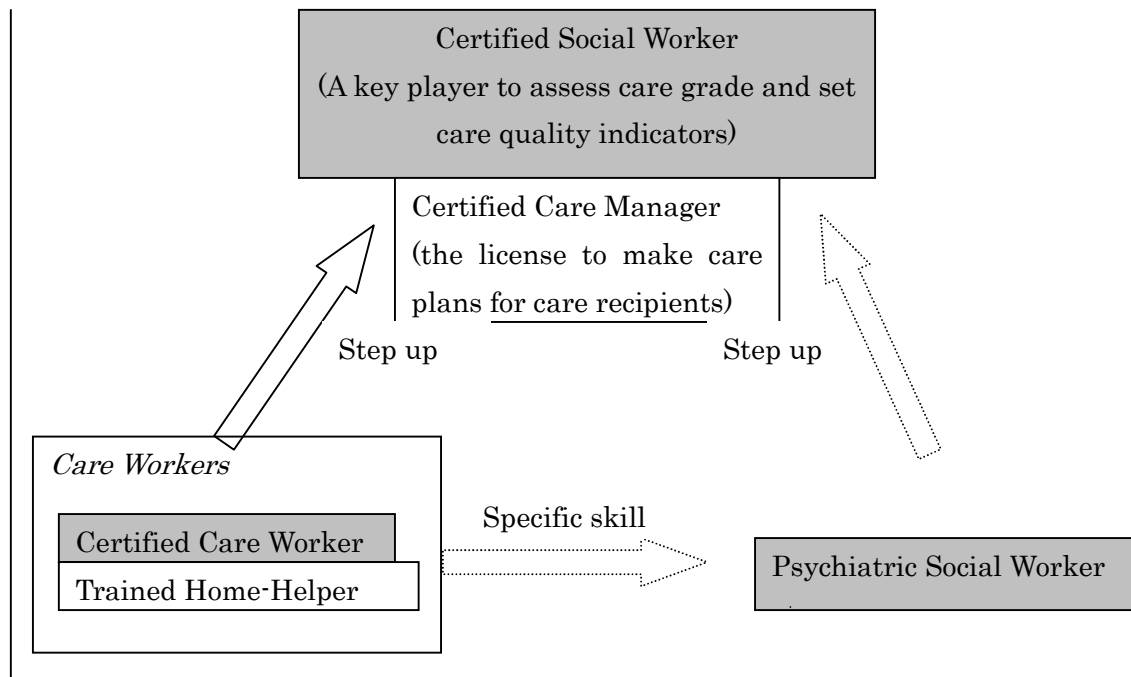 Certified Social Worker
(A key player to assess care grade and set
care quality indicators)
Certified Care Manager
(the license to make care
plans for care recipients)
Step up
Step up
Care Workers
Certified Care Worker
Trained Home-Helper
Specific skill
Psychiatric Social Worker